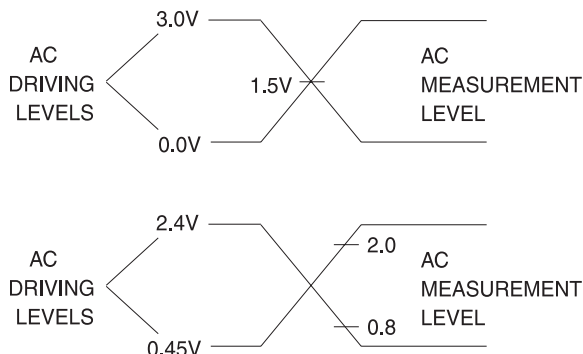 3.0V
AC
DRIVING
LEVELS
0.0V
1.5V
AC
MEASUREMENT
LEVEL
2.4V
AC
DRIVING
LEVELS
0.45V
2.0
0.8
AC
MEASUREMENT
LEVEL